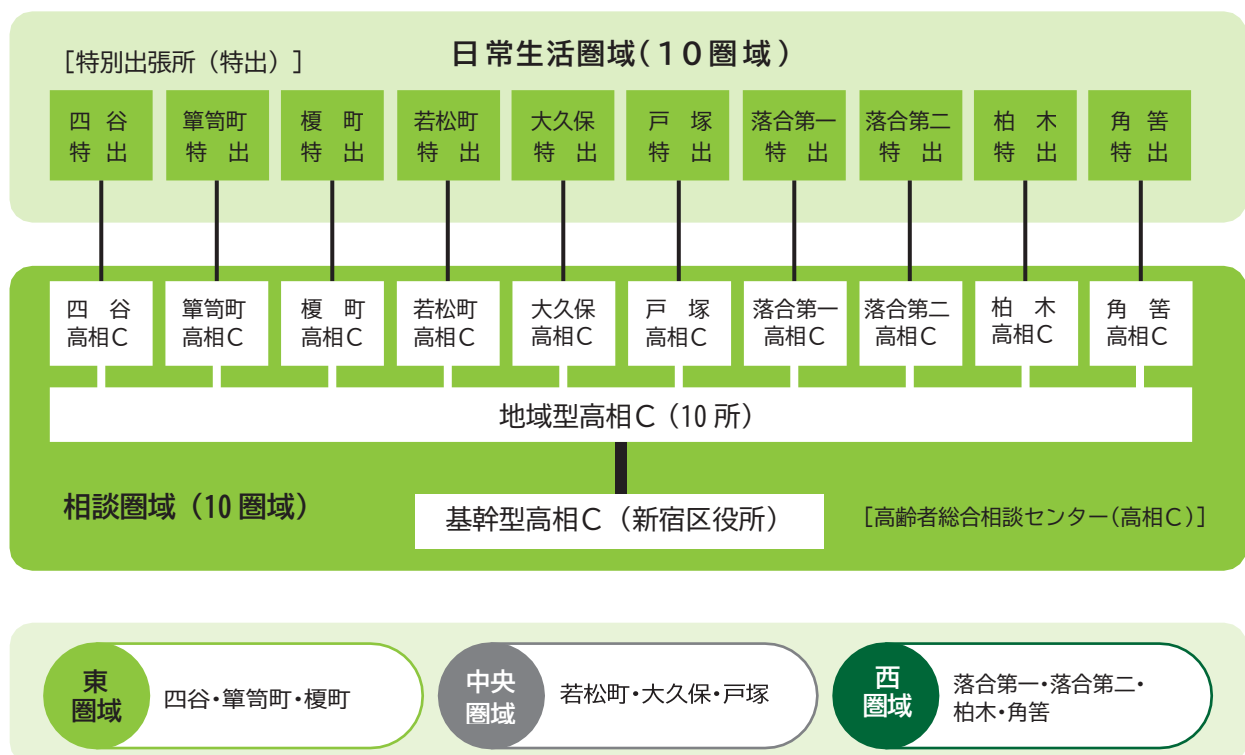 日常生活圏域(10圏域)
[特別出張所(特出)]
四谷
特出
簞笥町
特出
榎町
特出
若松町
特出
大久保
特出
戸塚
特出
落合第一
特出
落合第二
特出
柏木
特出
角筈
特出
四谷
高相C
簞笥町
高相C
榎町
高相C
若松町
高相C
大久保
高相C
戸塚
高相C
落合第一
高相C
落合第二
高相C
柏木
高相C
角筈
高相C
地域型高相C(10所)
相談圏域(10圏域)
基幹型高相C(新宿区役所)
[高齢者総合相談センター(高相C)]
東
圏域
四谷・簞笥町・榎町
中央
圏域
若松町・大久保・戸塚
西
圏域
落合第一・落合第二・
柏木・角筈